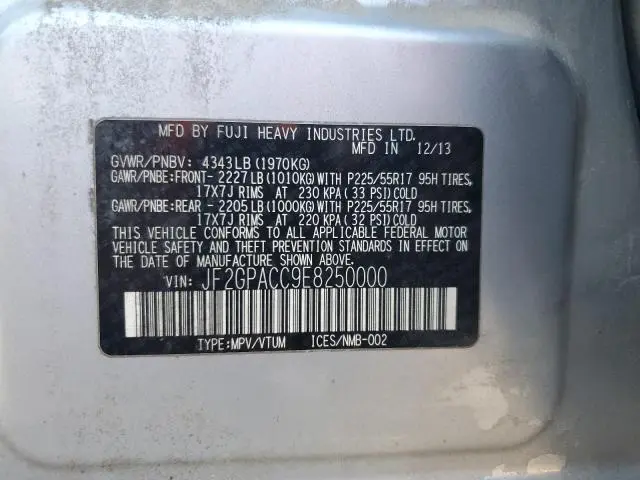 MFD BY FUJI HEAVY INDUSTRIES LTD.
MFD IN 12/13
GVWR/PNBV: 4343LB (1970KG)
GAWR/PNBE:FRONT-2227LB(1010KG)WITH P225/55R17 95H TIRES,
17X7J RIMS AT 230 KPA(33 PSI)COLD
GAWR/PNBE:REAR -2205LB(1000KG)WITH P225/55R17 95H TIRES,
17X7J RIMS AT 220 KPA(32 PSI)COLD
THIS VEHICLE CONFORMS TO ALL APPLICABLE FEDERAL MOTOR
VEHICLE SAFETY AND THEFT PREVENTION STANDARDS IN EFFECT
ON THE DATE OF MANUFACTURE SHOWN ABOVE.
VIN: JF2GPACC9E8250000
TYPE:MPV/VTUM ICES/NMB-002